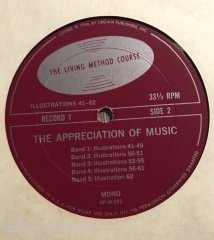 THE LIVING METHOD COURSE
ILLUSTRATIONS 41-62
33⅓ RPM
RECORD 1
SIDE 2
THE APPRECIATION OF MUSIC
Band 1: Illustrations 41-49
Band 2: Illustrations 50-51
Band 3: Illustrations 52-55
Band 4: Illustrations 56-61
Band 5: Illustration 62
MONO